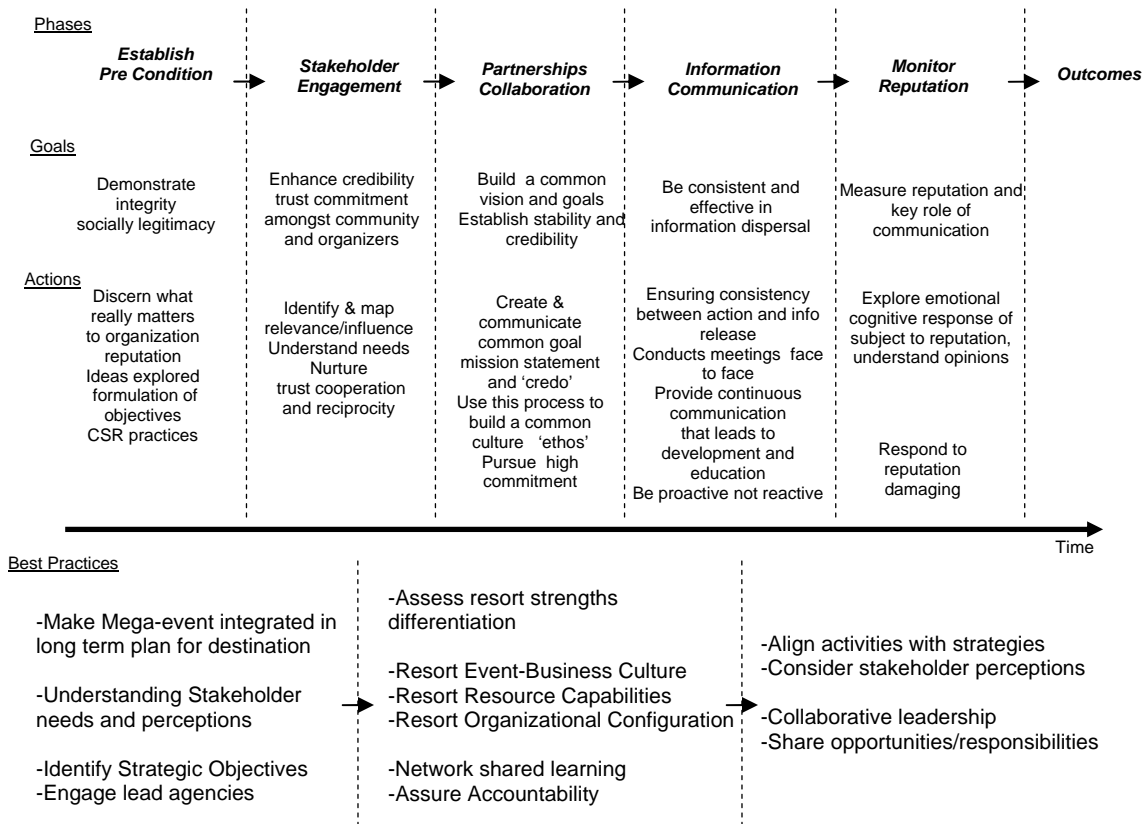 Phases
Establish
Pre Condition
Stakeholder
Engagement
Partnerships
Collaboration
Information
Communication
Monitor
Reputation
Outcomes
Goals
Demonstrate
integrity
socially legitimacy
Enhance credibility
trust commitment
amongst community
and organizers
Build a common
vision and goals
Establish stability and
credibility
Be consistent and
effective in
information dispersal
Measure reputation and
key role of
communication
Actions
Discern what
really matters
to organization
reputation
Ideas explored
formulation of
objectives
CSR practices
Identify & map
relevance/influence
Understand needs
Nurture
trust cooperation
and reciprocity
Create &
communicate
common goal
mission statement
and ‘credo’
Use this process to
build a common
culture ‘ethos’
Pursue high
commitment
Ensuring consistency
between action and info
release
Conducts meetings face
to face
Provide continuous
communication
that leads to
development and
education
Be proactive not reactive
Explore emotional
cognitive response of
subject to reputation,
understand opinions
Respond to
reputation
damaging
Time
Best Practices
-Make Mega-event integrated in
long term plan for destination
-Understanding Stakeholder
needs and perceptions
-Identify Strategic Objectives
-Engage lead agencies
-Assess resort strengths
differentiation
-Resort Event-Business Culture
-Resort Resource Capabilities
-Resort Organizational Configuration
-Network shared learning
-Assure Accountability
-Align activities with strategies
-Consider stakeholder perceptions
-Collaborative leadership
-Share opportunities/responsibilities